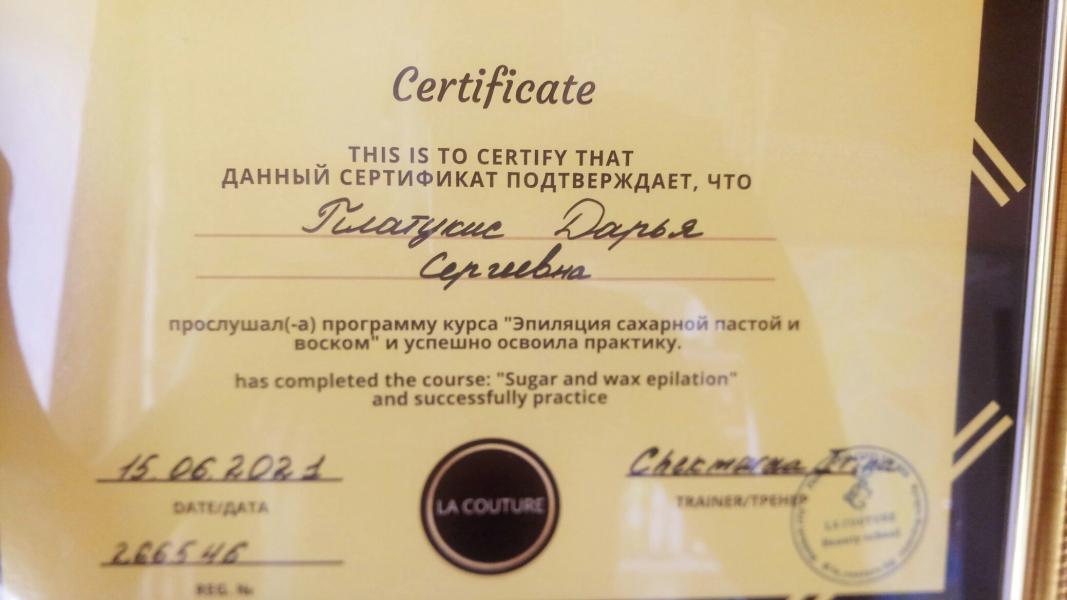 Certificate
THIS IS TO CERTIFY THAT
ДАННЫЙ СЕРТИФИКАТ ПОДТВЕРЖДАЕТ, ЧТО
Платукис Дарья
Сергеевна
прослушал(-а) программу курса "Эпиляция сахарной пастой и
воском" и успешно освоила практику.
has completed the course: "Sugar and wax epilation"
and successfully practice
15.06.2021
DATE/ДАТА
266546
REG. №
LA COUTURE
TRAINER/ТРЕНЕР
LA COUTURE
Beauty school